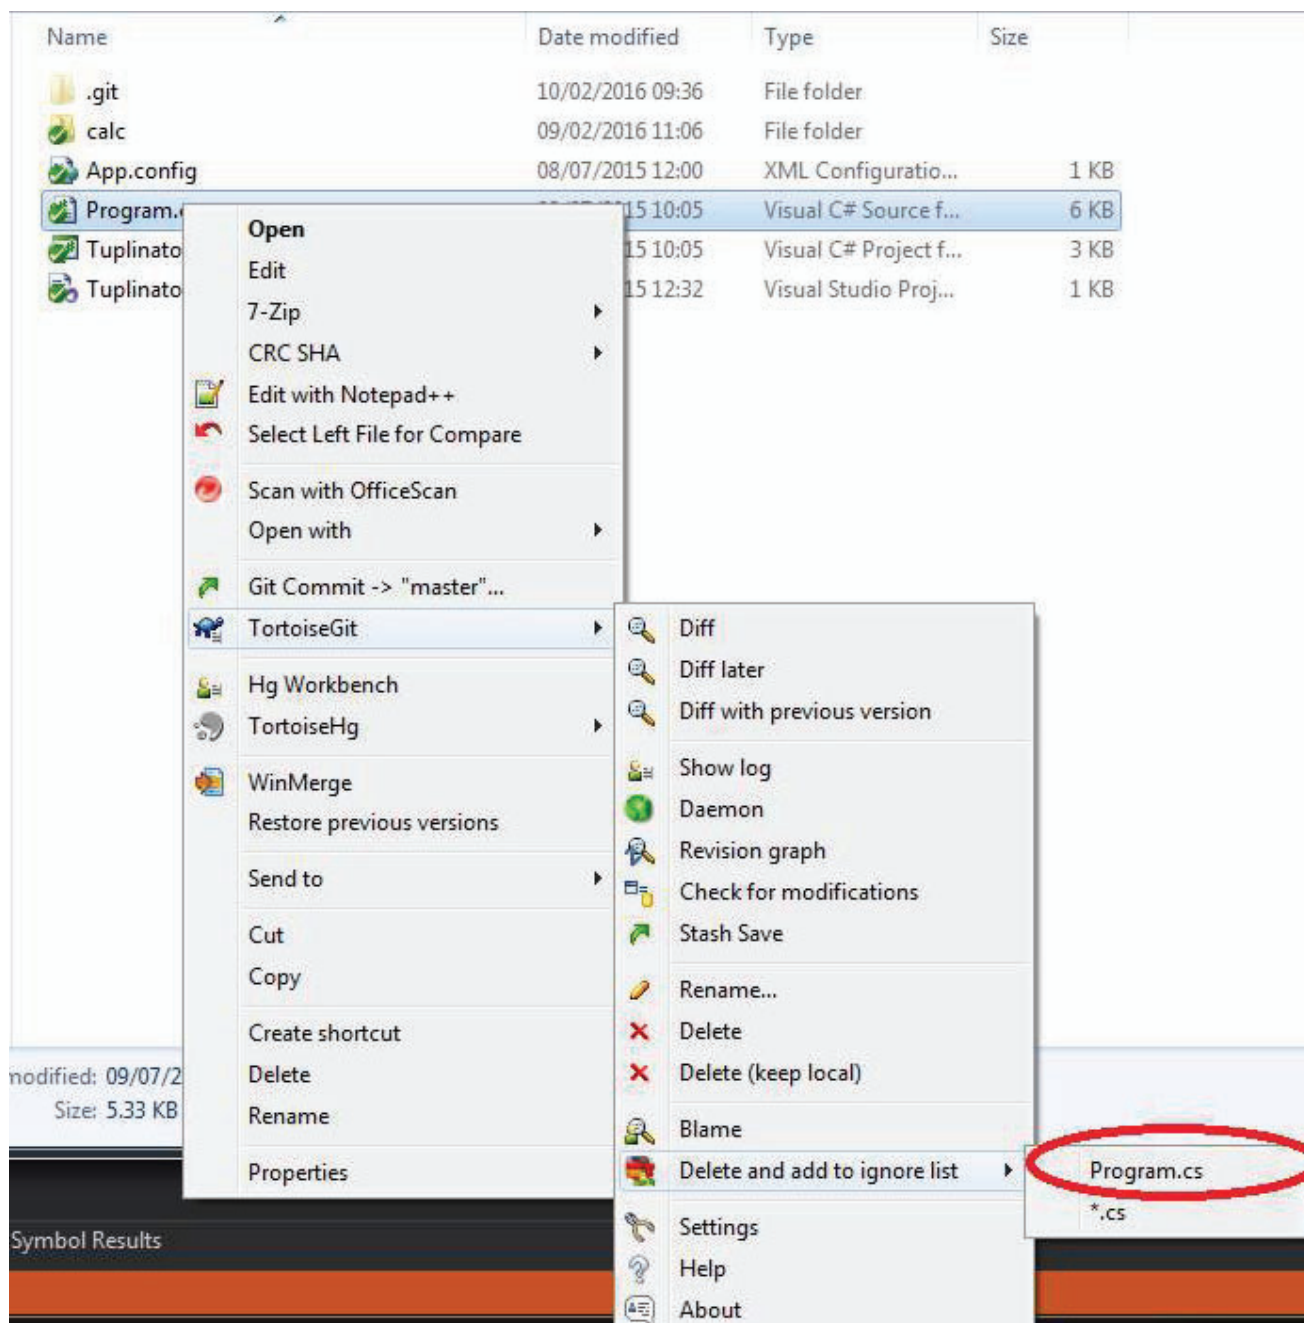 Name Date modified Type Size
.git 10/02/2016 09:36 File folder
calc 09/02/2016 11:06 File folder
App.config 08/07/2015 12:00 XML Configuratio... 1 KB
Program. 15 10:05 Visual C# Source f... 6 KB
Tuplinato 15 10:05 Visual C# Project f... 3 KB
Tuplinato 15 12:32 Visual Studio Proj... 1 KB
Open
Edit
7-Zip
CRC SHA
Edit with Notepad++
Select Left File for Compare
Scan with OfficeScan
Open with
Git Commit -> "master"...
TortoiseGit
Hg Workbench
TortoiseHg
WinMerge
Restore previous versions
Send to
Cut
Copy
Create shortcut
Delete
Rename
Properties
Diff
Diff later
Diff with previous version
Show log
Daemon
Revision graph
Check for modifications
Stash Save
Rename...
Delete
Delete (keep local)
Blame
Delete and add to ignore list
Settings
Help
About
Program.cs
*.cs
modified: 09/07/2
Size: 5.33 KB
Symbol Results